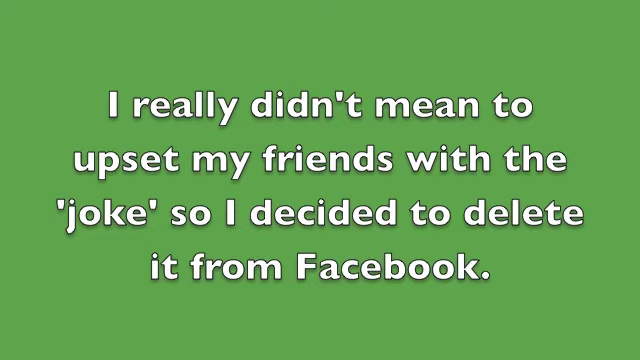 I really didn't mean to
upset my friends with the
'joke' so I decided to delete
it from Facebook.